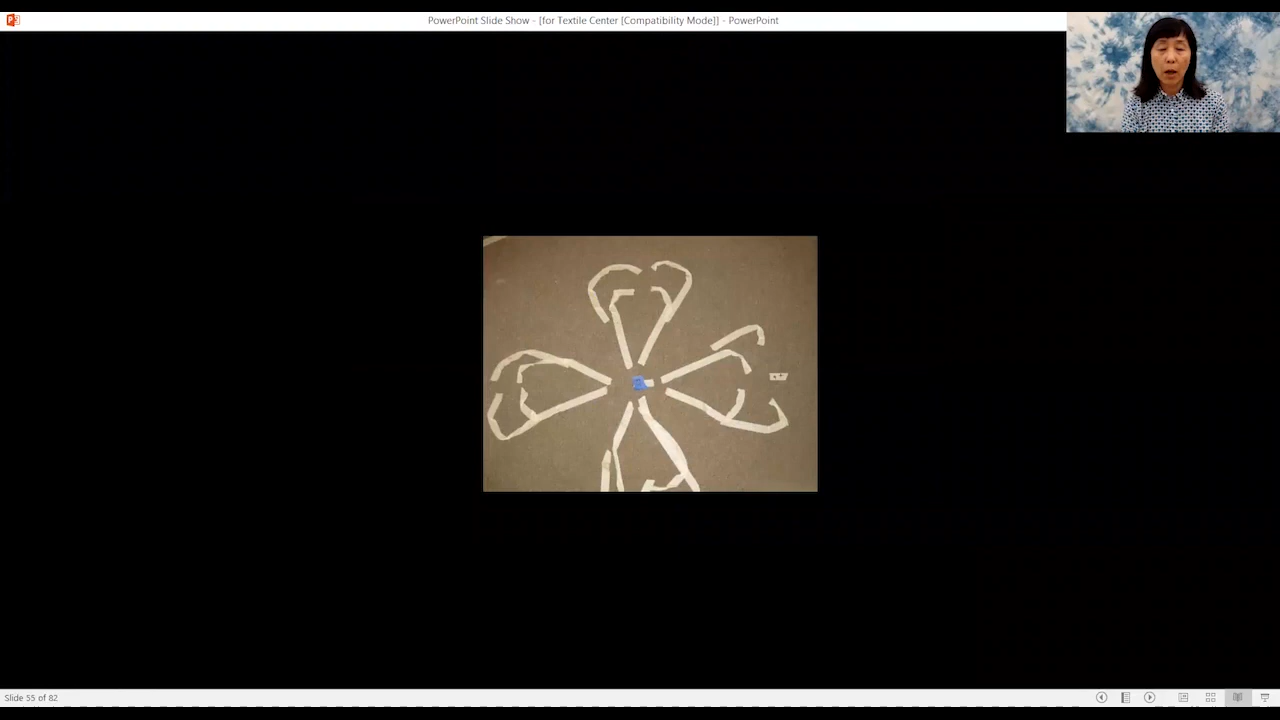 PowerPoint Slide Show - [for Textile Center [Compatibility Mode]] - PowerPoint
Slide 55 of 82